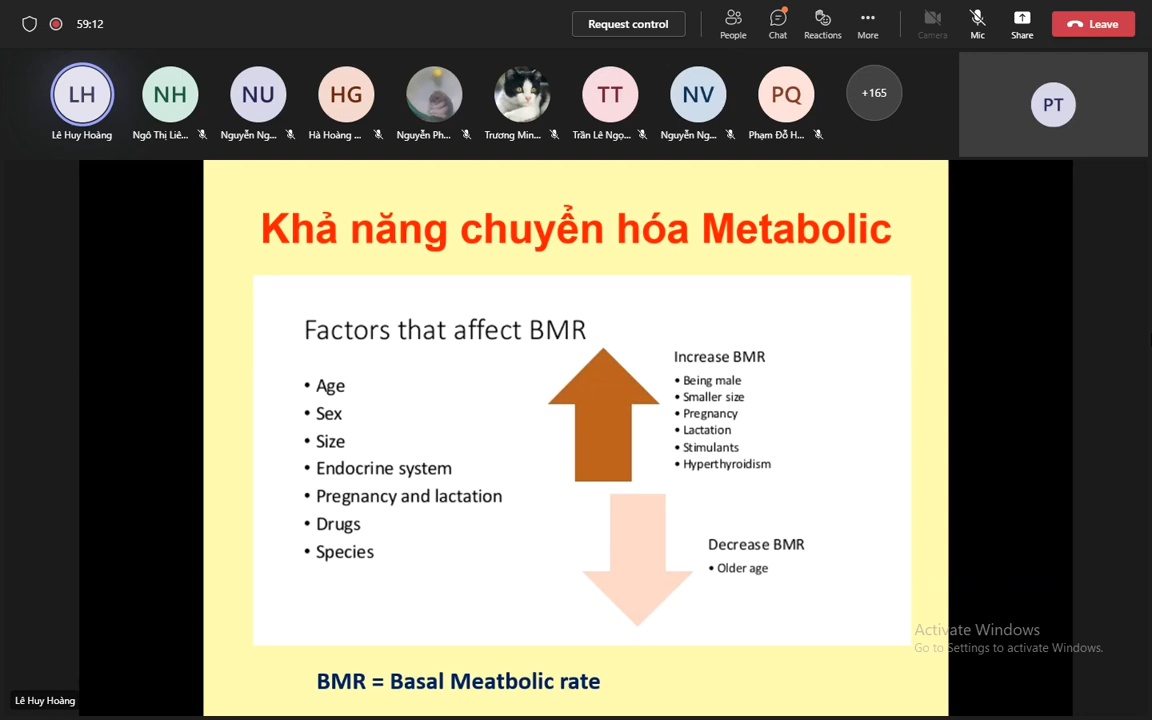 59:12
Request control
People
Chat
Reactions
More
Camera
Mic
Share
Leave
LH
NH
NU
HG
TT
NV
PQ
+165
PT
Lê Huy Hoàng
Ngô Thị Liê...
Nguyễn Ng...
Hà Hoàng ...
Nguyễn Ph...
Trương Min...
Trần Lê Ngọ...
Nguyễn Ng...
Phạm Đỗ H...
Khả năng chuyển hóa Metabolic
Factors that affect BMR
• Age
• Sex
• Size
• Endocrine system
• Pregnancy and lactation
• Drugs
• Species
Increase BMR
• Being male
• Smaller size
• Pregnancy
• Lactation
• Stimulants
• Hyperthyroidism
Decrease BMR
• Older age
Activate Windows
Go to Settings to activate Windows.
BMR = Basal Meatbolic rate
Lê Huy Hoàng